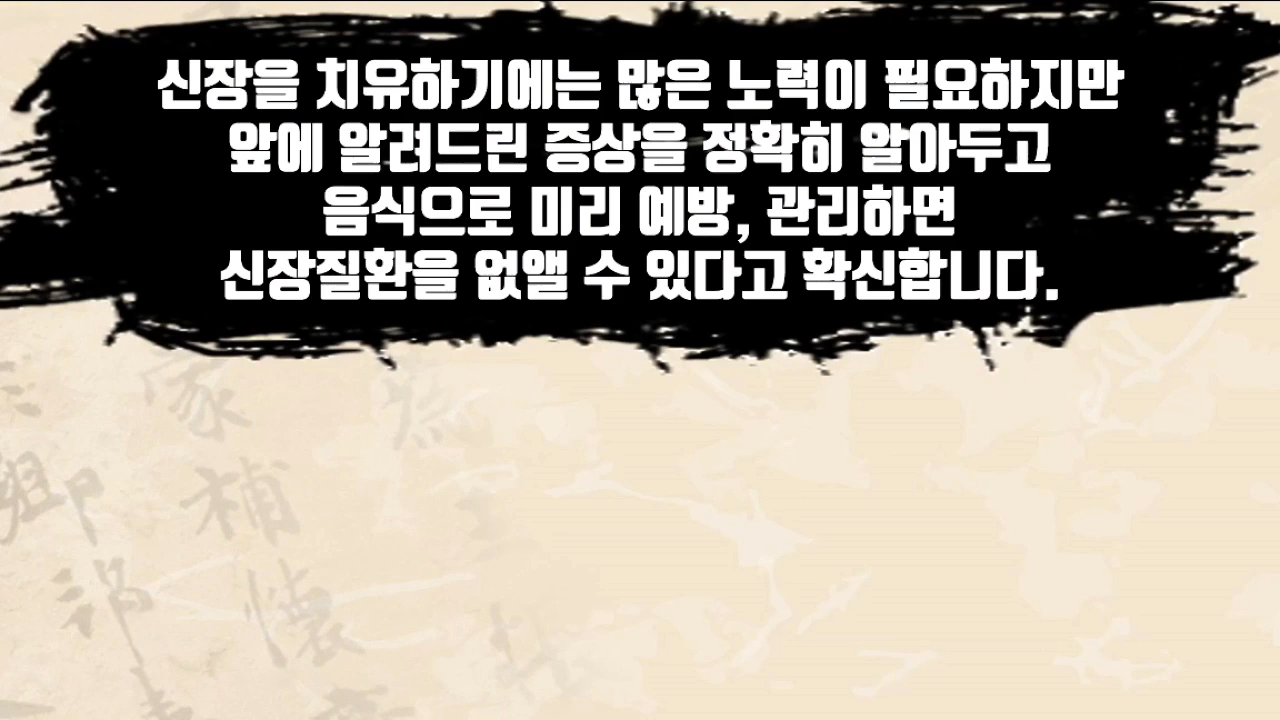 신장을 치유하기에는 많은 노력이 필요하지만
앞에 알려드린 증상을 정확히 알아두고
음식으로 미리 예방, 관리하면
신장질환을 없앨 수 있다고 확신합니다.
家
補
懷